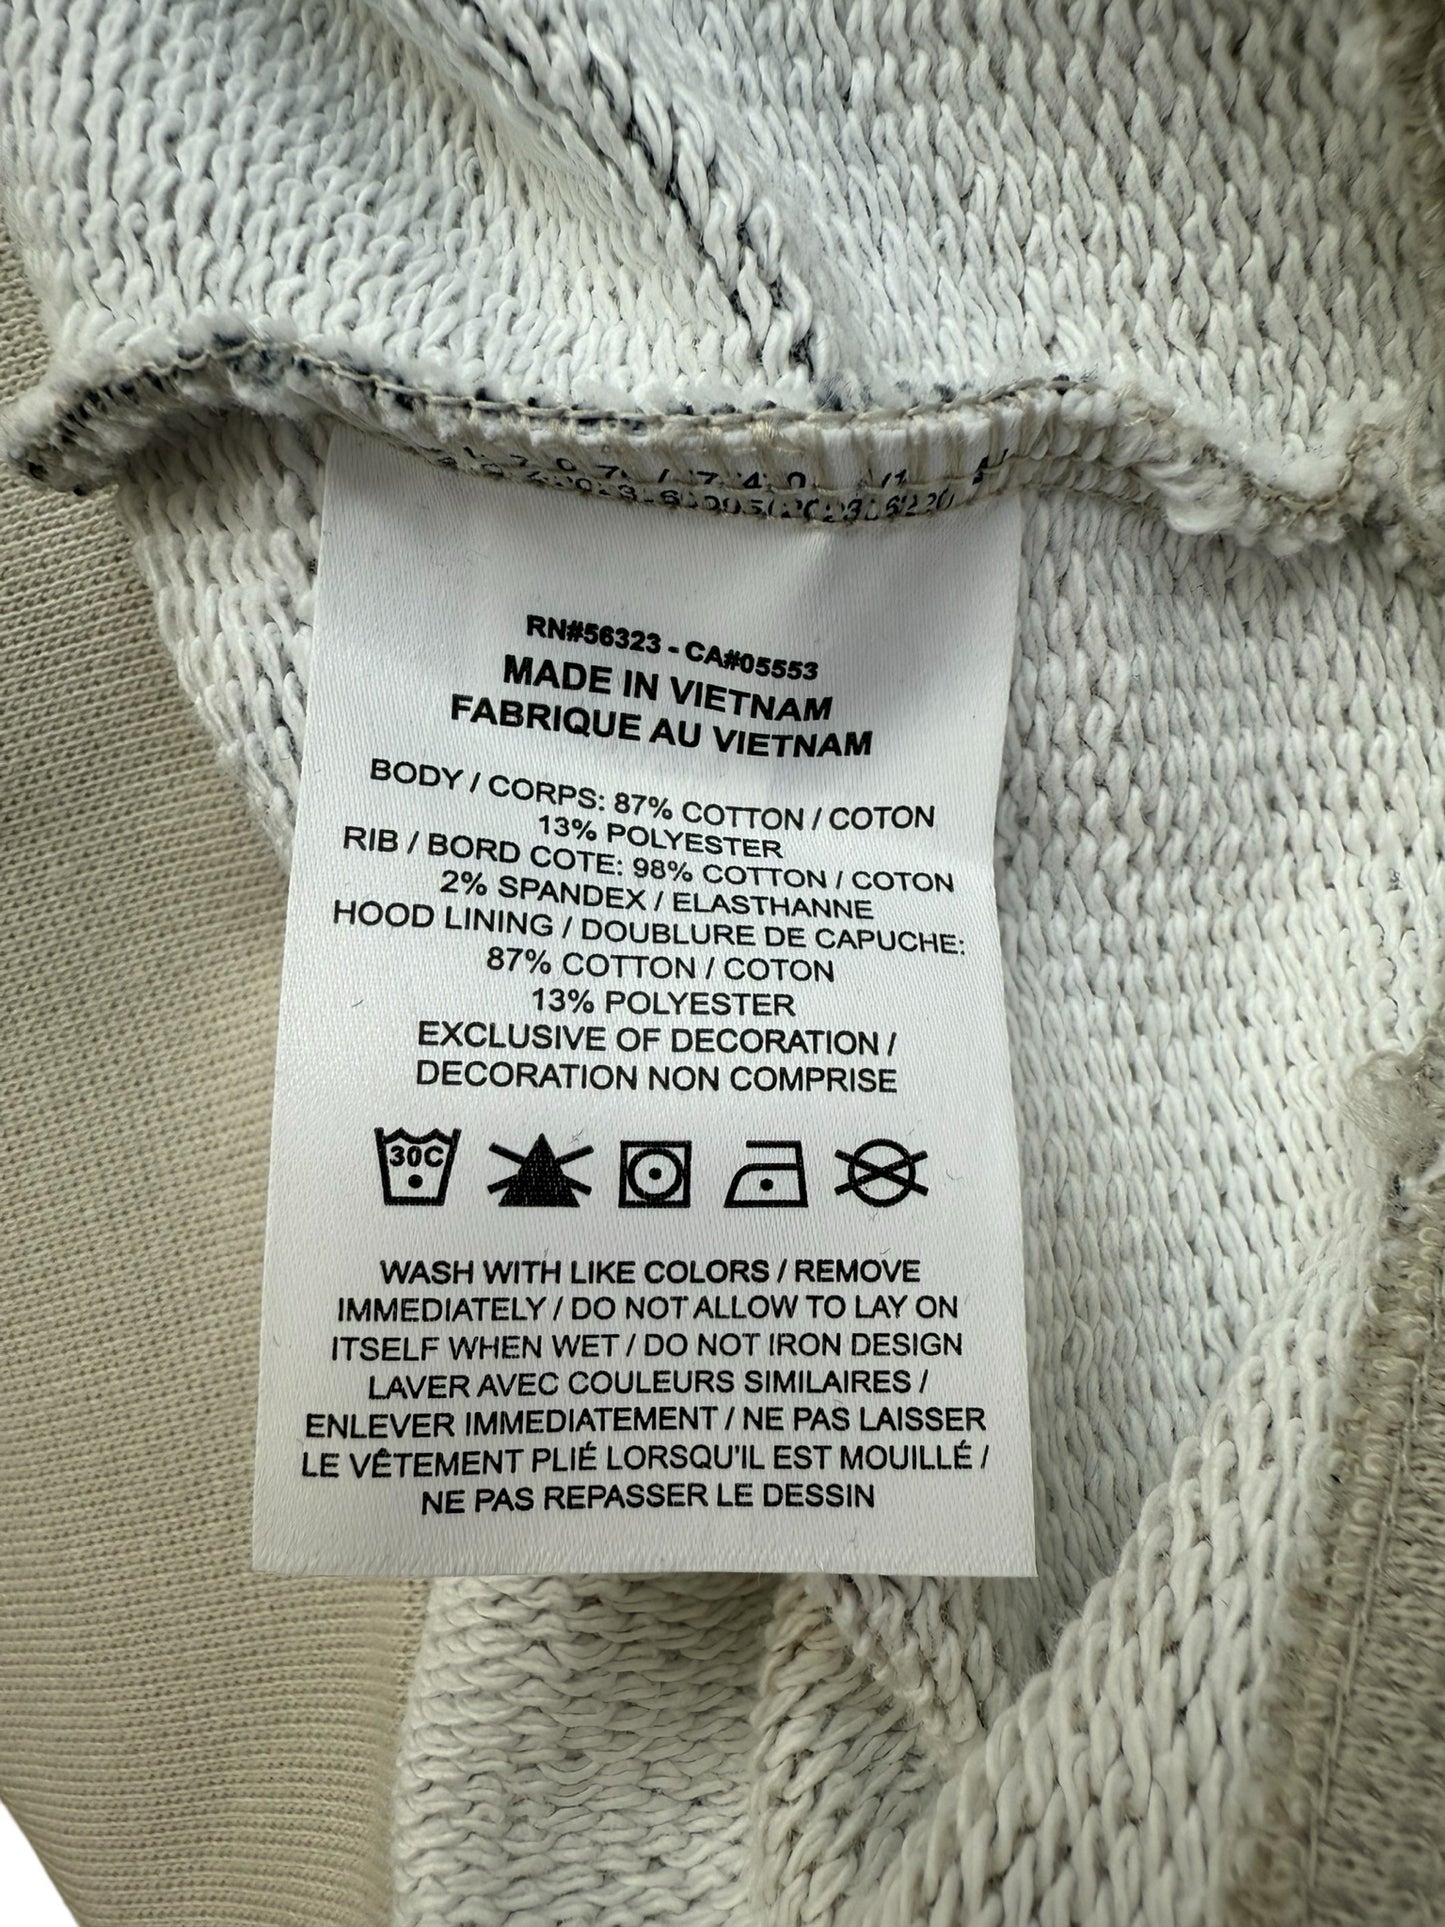 RN#56323 - CA#05553
MADE IN VIETNAM
FABRIQUE AU VIETNAM
BODY / CORPS: 87% COTTON / COTON
13% POLYESTER
RIB / BORD COTE: 98% COTTON / COTON
2% SPANDEX / ELASTHANNE
HOOD LINING / DOUBLURE DE CAPUCHE:
87% COTTON / COTON
13% POLYESTER
EXCLUSIVE OF DECORATION /
DECORATION NON COMPRISE
30C
WASH WITH LIKE COLORS / REMOVE
IMMEDIATELY / DO NOT ALLOW TO LAY ON
ITSELF WHEN WET / DO NOT IRON DESIGN
LAVER AVEC COULEURS SIMILAIRES /
ENLEVER IMMEDIATEMENT / NE PAS LAISSER
LE VÊTEMENT PLIÉ LORSQU'IL EST MOUILLÉ /
NE PAS REPASSER LE DESSIN